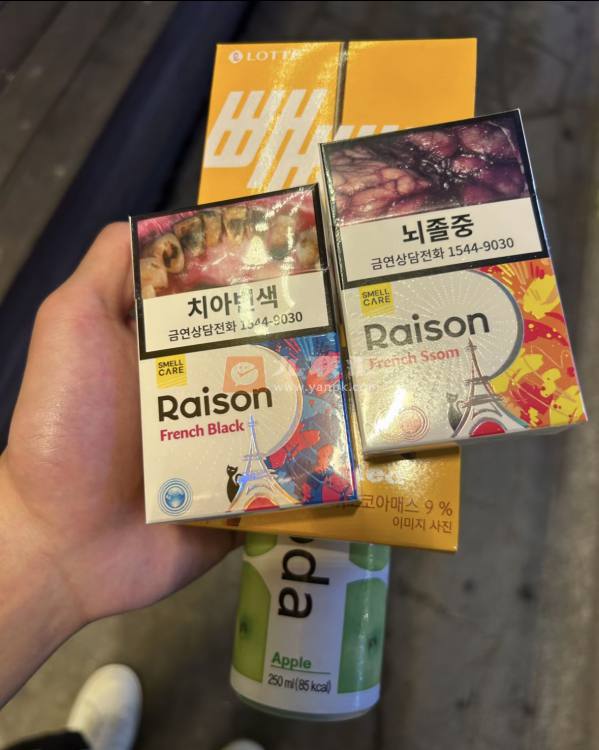 LOTTE
빼빼
뇌졸중
금연상담전화 1544-9030
SMELL
CARE
Raison
French Ssom
치아변색
금연상담전화 1544-9030
SMELL
CARE
Raison
French Black
www.yanpk.com
코아매스 9 %
이미지 사진
oda
Apple
250 ml (85 kcal)